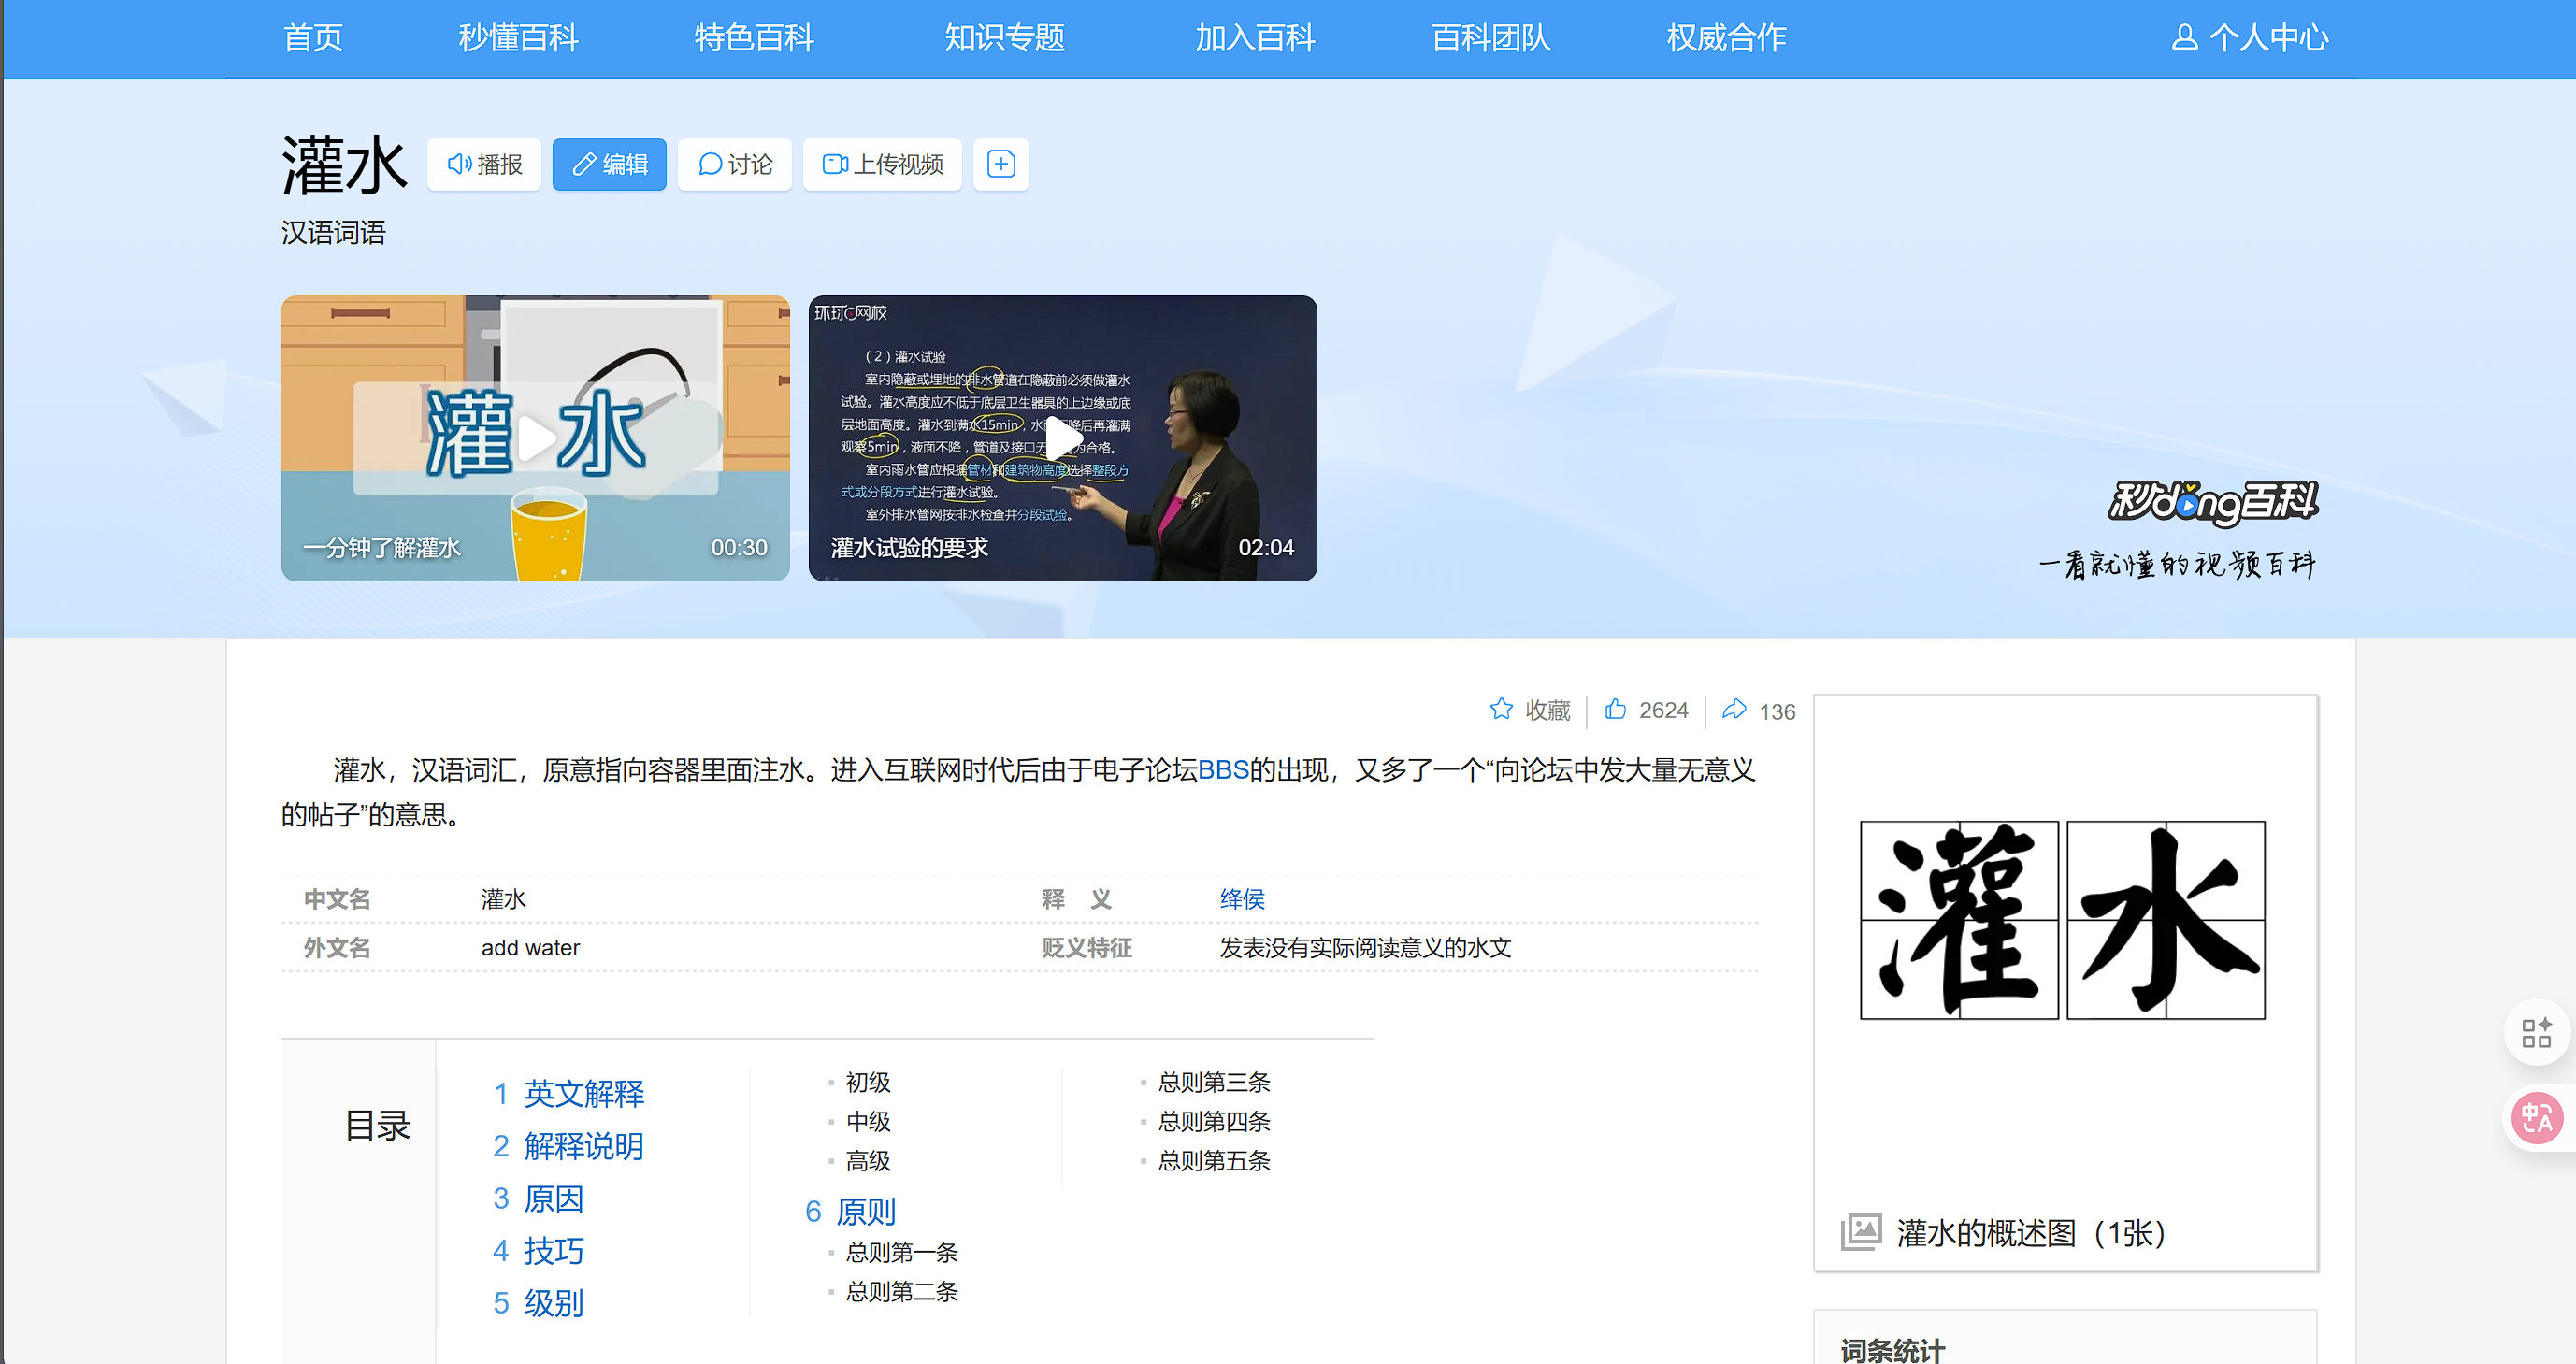 首页 秒懂百科 特色百科 知识专题 加入百科 百科团队 权威合作 个人中心
灌水 播报 编辑 讨论 上传视频
汉语词语
灌水
一分钟了解灌水 00:30
环球网校
（2）灌水试验
室内隐蔽或埋地的排水管道在隐蔽前必须做灌水
试验。灌水高度应不低于底层卫生器具的上边缘或底
层地面高度。灌水到满水15min，水 降后再灌满
观察5min，液面不降，管道及接口无 为合格。
室内雨水管应根据管材和建筑物高度选择整段方
式或分段方式进行灌水试验。
室外排水管网按排水检查井分段试验。
灌水试验的要求 02:04
秒dong百科
一看就懂的视频百科
收藏 2624 136
灌水，汉语词汇，原意指向容器里面注水。进入互联网时代后由于电子论坛BBS的出现，又多了一个“向论坛中发大量无意义
的帖子”的意思。
中文名 灌水 释 义 绛侯
外文名 add water 贬义特征 发表没有实际阅读意义的水文
目录
1 英文解释
2 解释说明
3 原因
4 技巧
5 级别
初级
中级
高级
6 原则
总则第一条
总则第二条
总则第三条
总则第四条
总则第五条
灌水
灌水的概述图（1张）
词条统计
中A